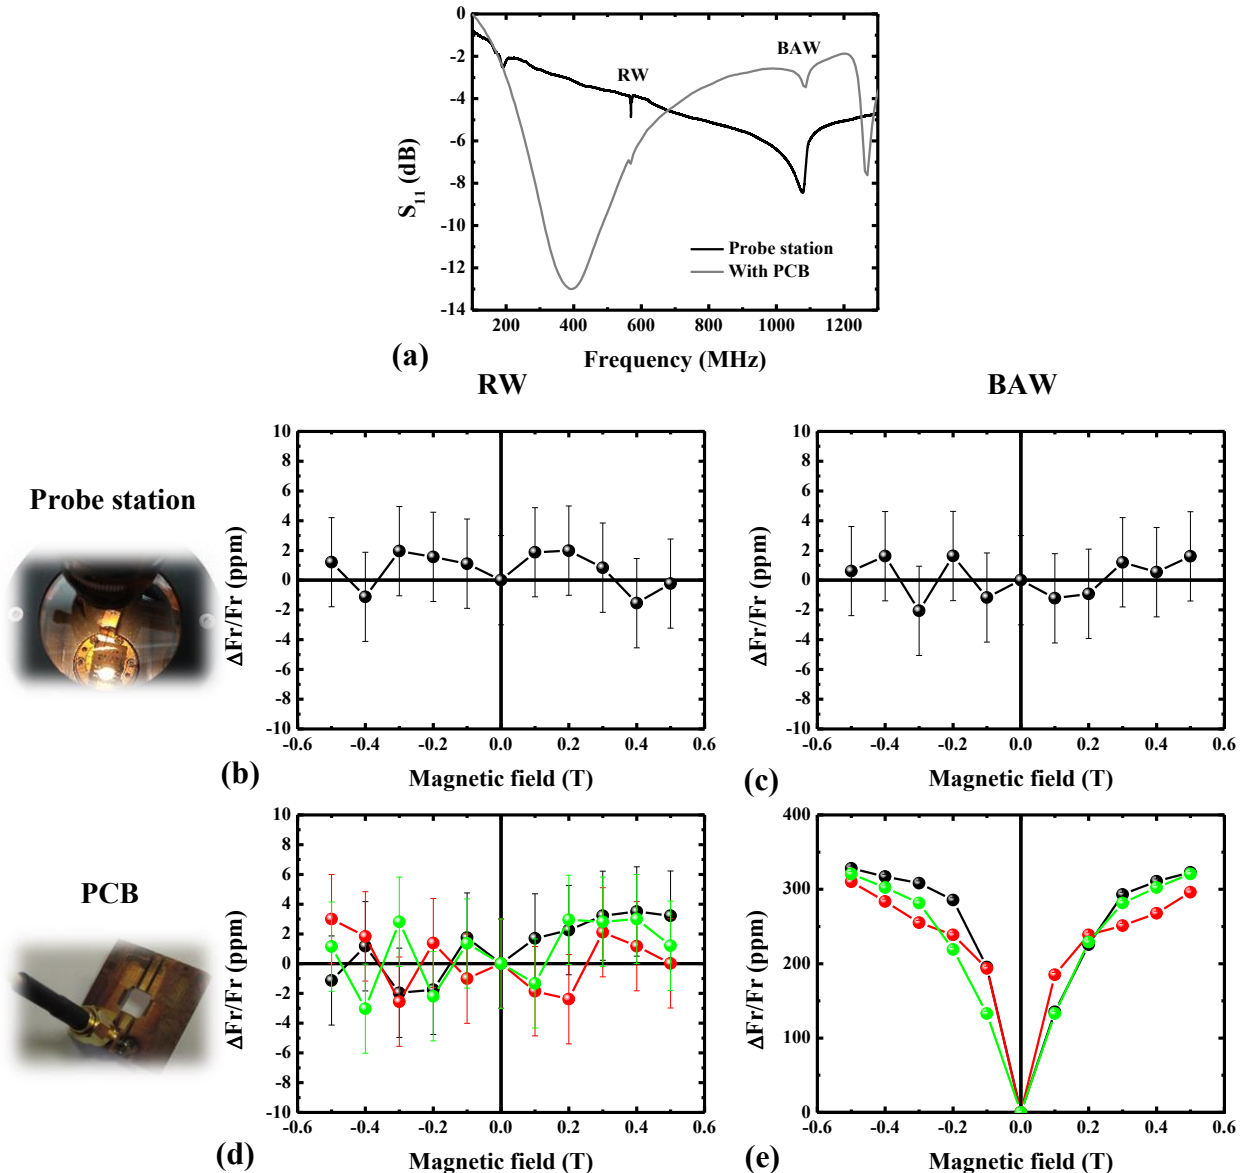 0
-2
-4
-6
-8
-10
-12
-14
S11 (dB)
RW
BAW
Probe station
With PCB
200 400 600 800 1000 1200
(a)
Frequency (MHz)
RW
BAW
Probe station
10
8
6
4
2
0
-2
-4
-6
-8
-10
ΔFr/Fr (ppm)
-0.6 -0.4 -0.2 0.0 0.2 0.4 0.6
(b)
Magnetic field (T)
10
8
6
4
2
0
-2
-4
-6
-8
-10
ΔFr/Fr (ppm)
-0.6 -0.4 -0.2 0.0 0.2 0.4 0.6
(c)
Magnetic field (T)
PCB
10
8
6
4
2
0
-2
-4
-6
-8
-10
ΔFr/Fr (ppm)
-0.6 -0.4 -0.2 0.0 0.2 0.4 0.6
(d)
Magnetic field (T)
400
300
200
100
0
ΔFr/Fr (ppm)
-0.6 -0.4 -0.2 0.0 0.2 0.4 0.6
(e)
Magnetic field (T)